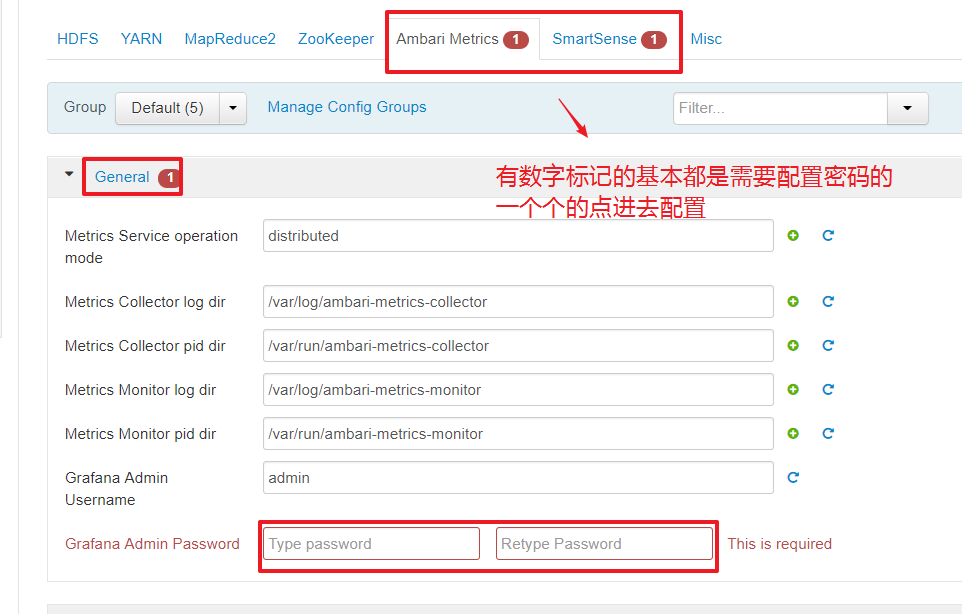 HDFS YARN MapReduce2 ZooKeeper Ambari Metrics 1 SmartSense 1 Misc
Group Default (5) Manage Config Groups Filter...
General 1
有数字标记的基本都是需要配置密码的
一个个的点进去配置
Metrics Service operation
mode
distributed
Metrics Collector log dir /var/log/ambari-metrics-collector
Metrics Collector pid dir /var/run/ambari-metrics-collector
Metrics Monitor log dir /var/log/ambari-metrics-monitor
Metrics Monitor pid dir /var/run/ambari-metrics-monitor
Grafana Admin
Username
admin
Grafana Admin Password Type password Retype Password This is required